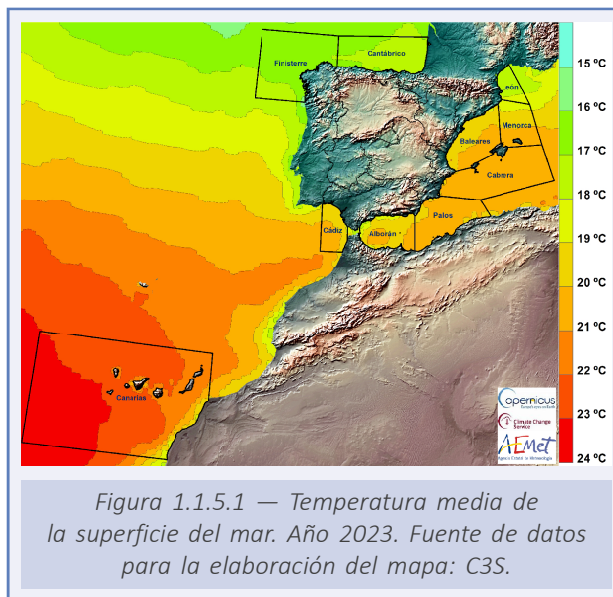 15 ºC
Cantábrico
Firisterre
16 ºC
León
Menorca
17 ºC
Baleares
Cabrera
18 ºC
Palos
Cádiz
Alborán
19 ºC
20 ºC
21 ºC
22 ºC
Canarias
opernicus
23 ºC
Climate Change
Service
AEMet
24 ºC
Figura 1.1.5.1 — Temperatura media de
la superficie del mar. Año 2023. Fuente de datos
para la elaboración del mapa: C3S.